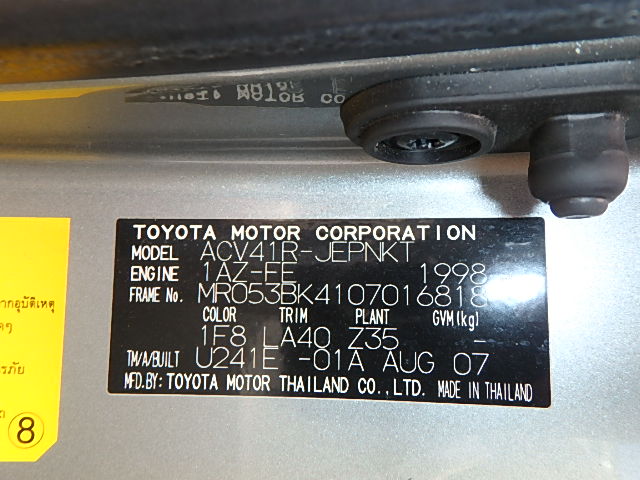 TOYOTA MOTOR CORPORATION
MODEL ACV41R-JEPNKT
ENGINE 1AZ-FE 1998
FRAME No. MR053BK4107016818
COLOR TRIM PLANT GVM(kg)
1F8 LA40 Z35 -
TM/A/BUILT U241E -01A AUG 07
MFD.BY: TOYOTA MOTOR THAILAND CO.,LTD. MADE IN THAILAND
8